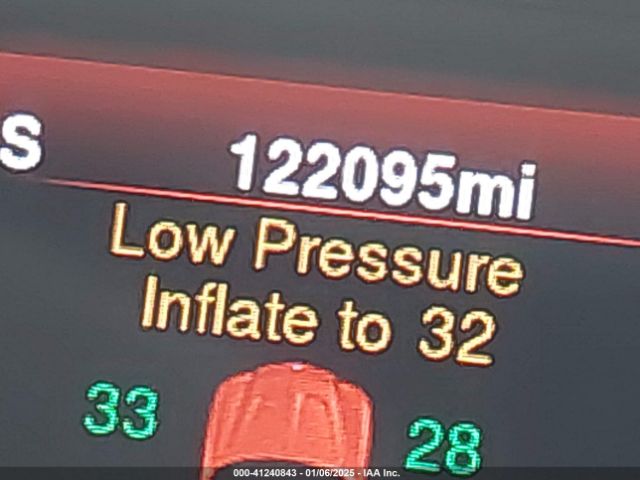 S 122095mi
Low Pressure
Inflate to 32
33 28
000-41240843 - 01/06/2025 - IAA Inc.